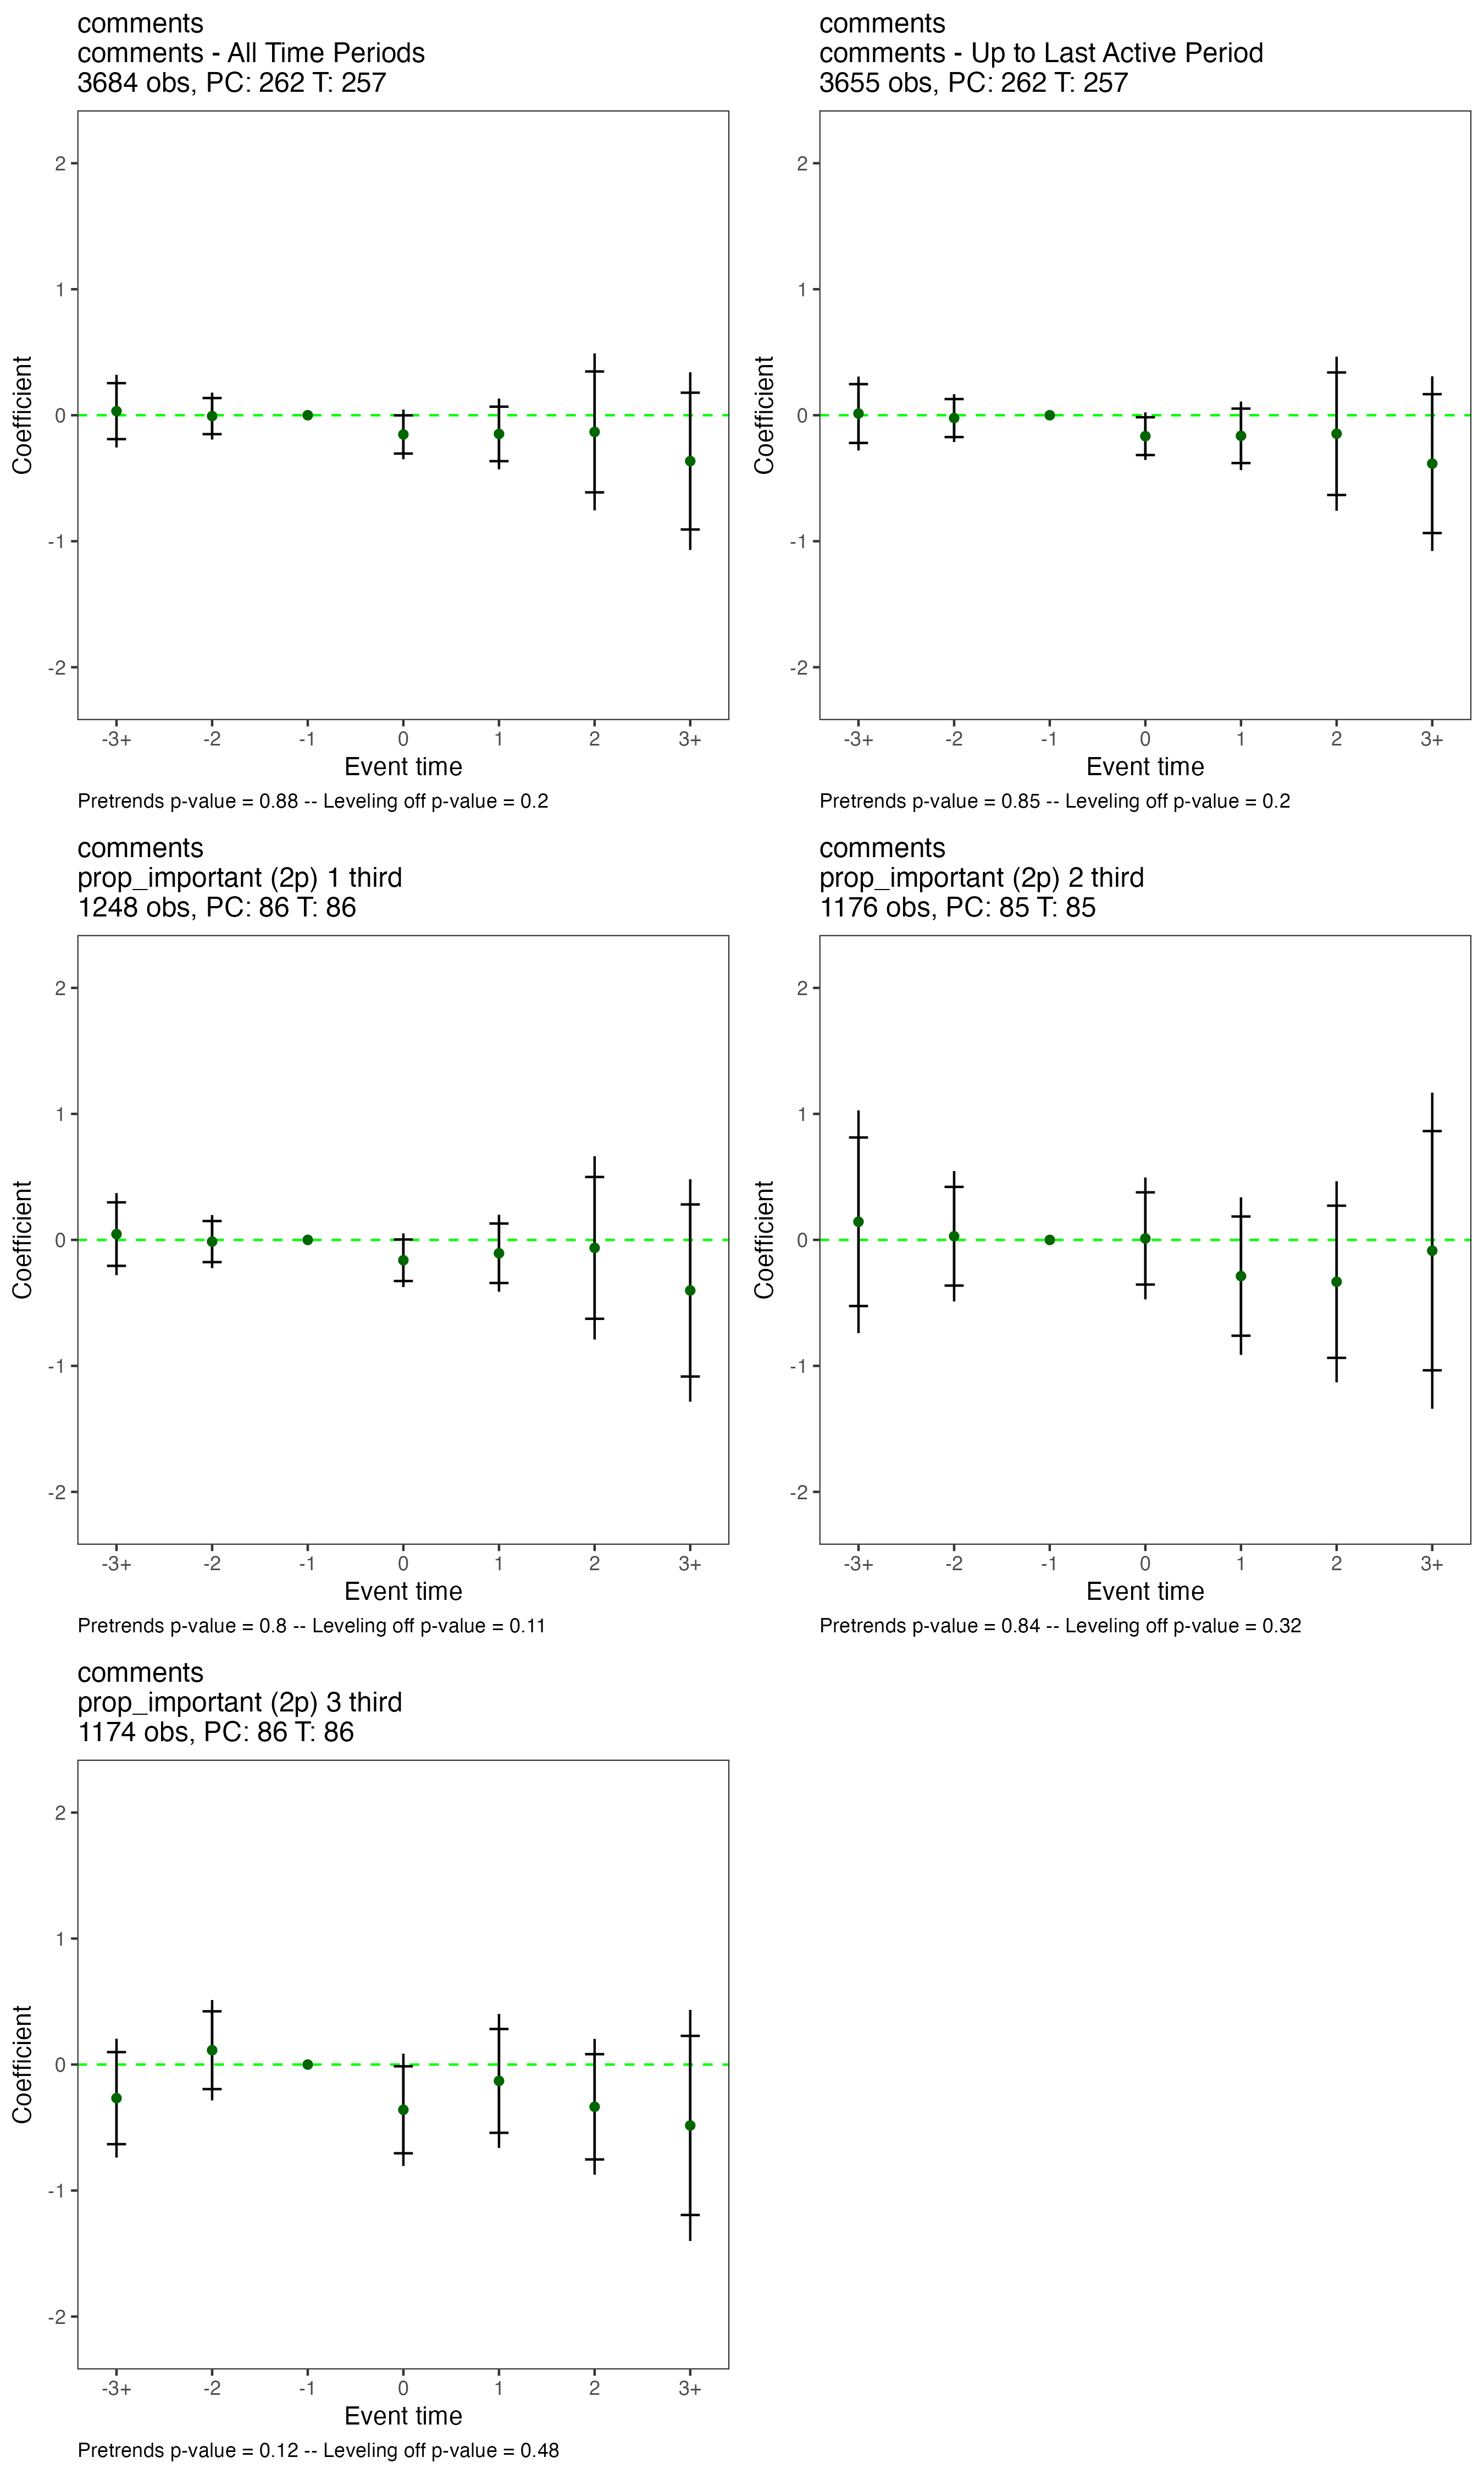 comments
comments - All Time Periods
3684 obs, PC: 262 T: 257
2
1
0
-1
-2
Coefficient
-3+ -2 -1 0 1 2 3+
Event time
Pretrends p-value = 0.88 -- Leveling off p-value = 0.2
comments
comments - Up to Last Active Period
3655 obs, PC: 262 T: 257
2
1
0
-1
-2
Coefficient
-3+ -2 -1 0 1 2 3+
Event time
Pretrends p-value = 0.85 -- Leveling off p-value = 0.2
comments
prop_important (2p) 1 third
1248 obs, PC: 86 T: 86
2
1
0
-1
-2
Coefficient
-3+ -2 -1 0 1 2 3+
Event time
Pretrends p-value = 0.8 -- Leveling off p-value = 0.11
comments
prop_important (2p) 2 third
1176 obs, PC: 85 T: 85
2
1
0
-1
-2
Coefficient
-3+ -2 -1 0 1 2 3+
Event time
Pretrends p-value = 0.84 -- Leveling off p-value = 0.32
comments
prop_important (2p) 3 third
1174 obs, PC: 86 T: 86
2
1
0
-1
-2
Coefficient
-3+ -2 -1 0 1 2 3+
Event time
Pretrends p-value = 0.12 -- Leveling off p-value = 0.48